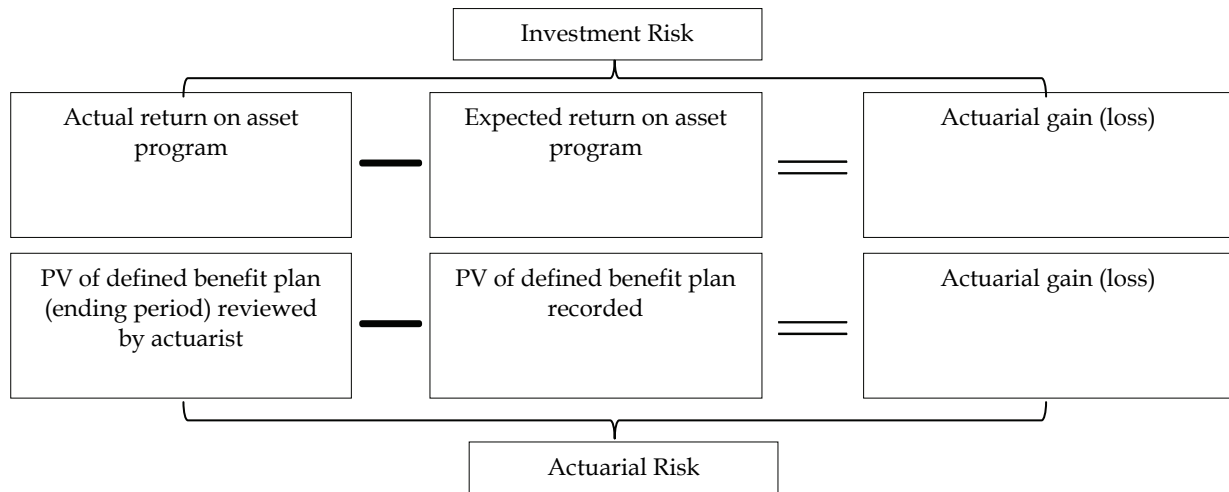 Investment Risk
Actual return on asset
program
Expected return on asset
program
Actuarial gain (loss)
PV of defined benefit plan
(ending period) reviewed
by actuarist
PV of defined benefit plan
recorded
Actuarial gain (loss)
Actuarial Risk